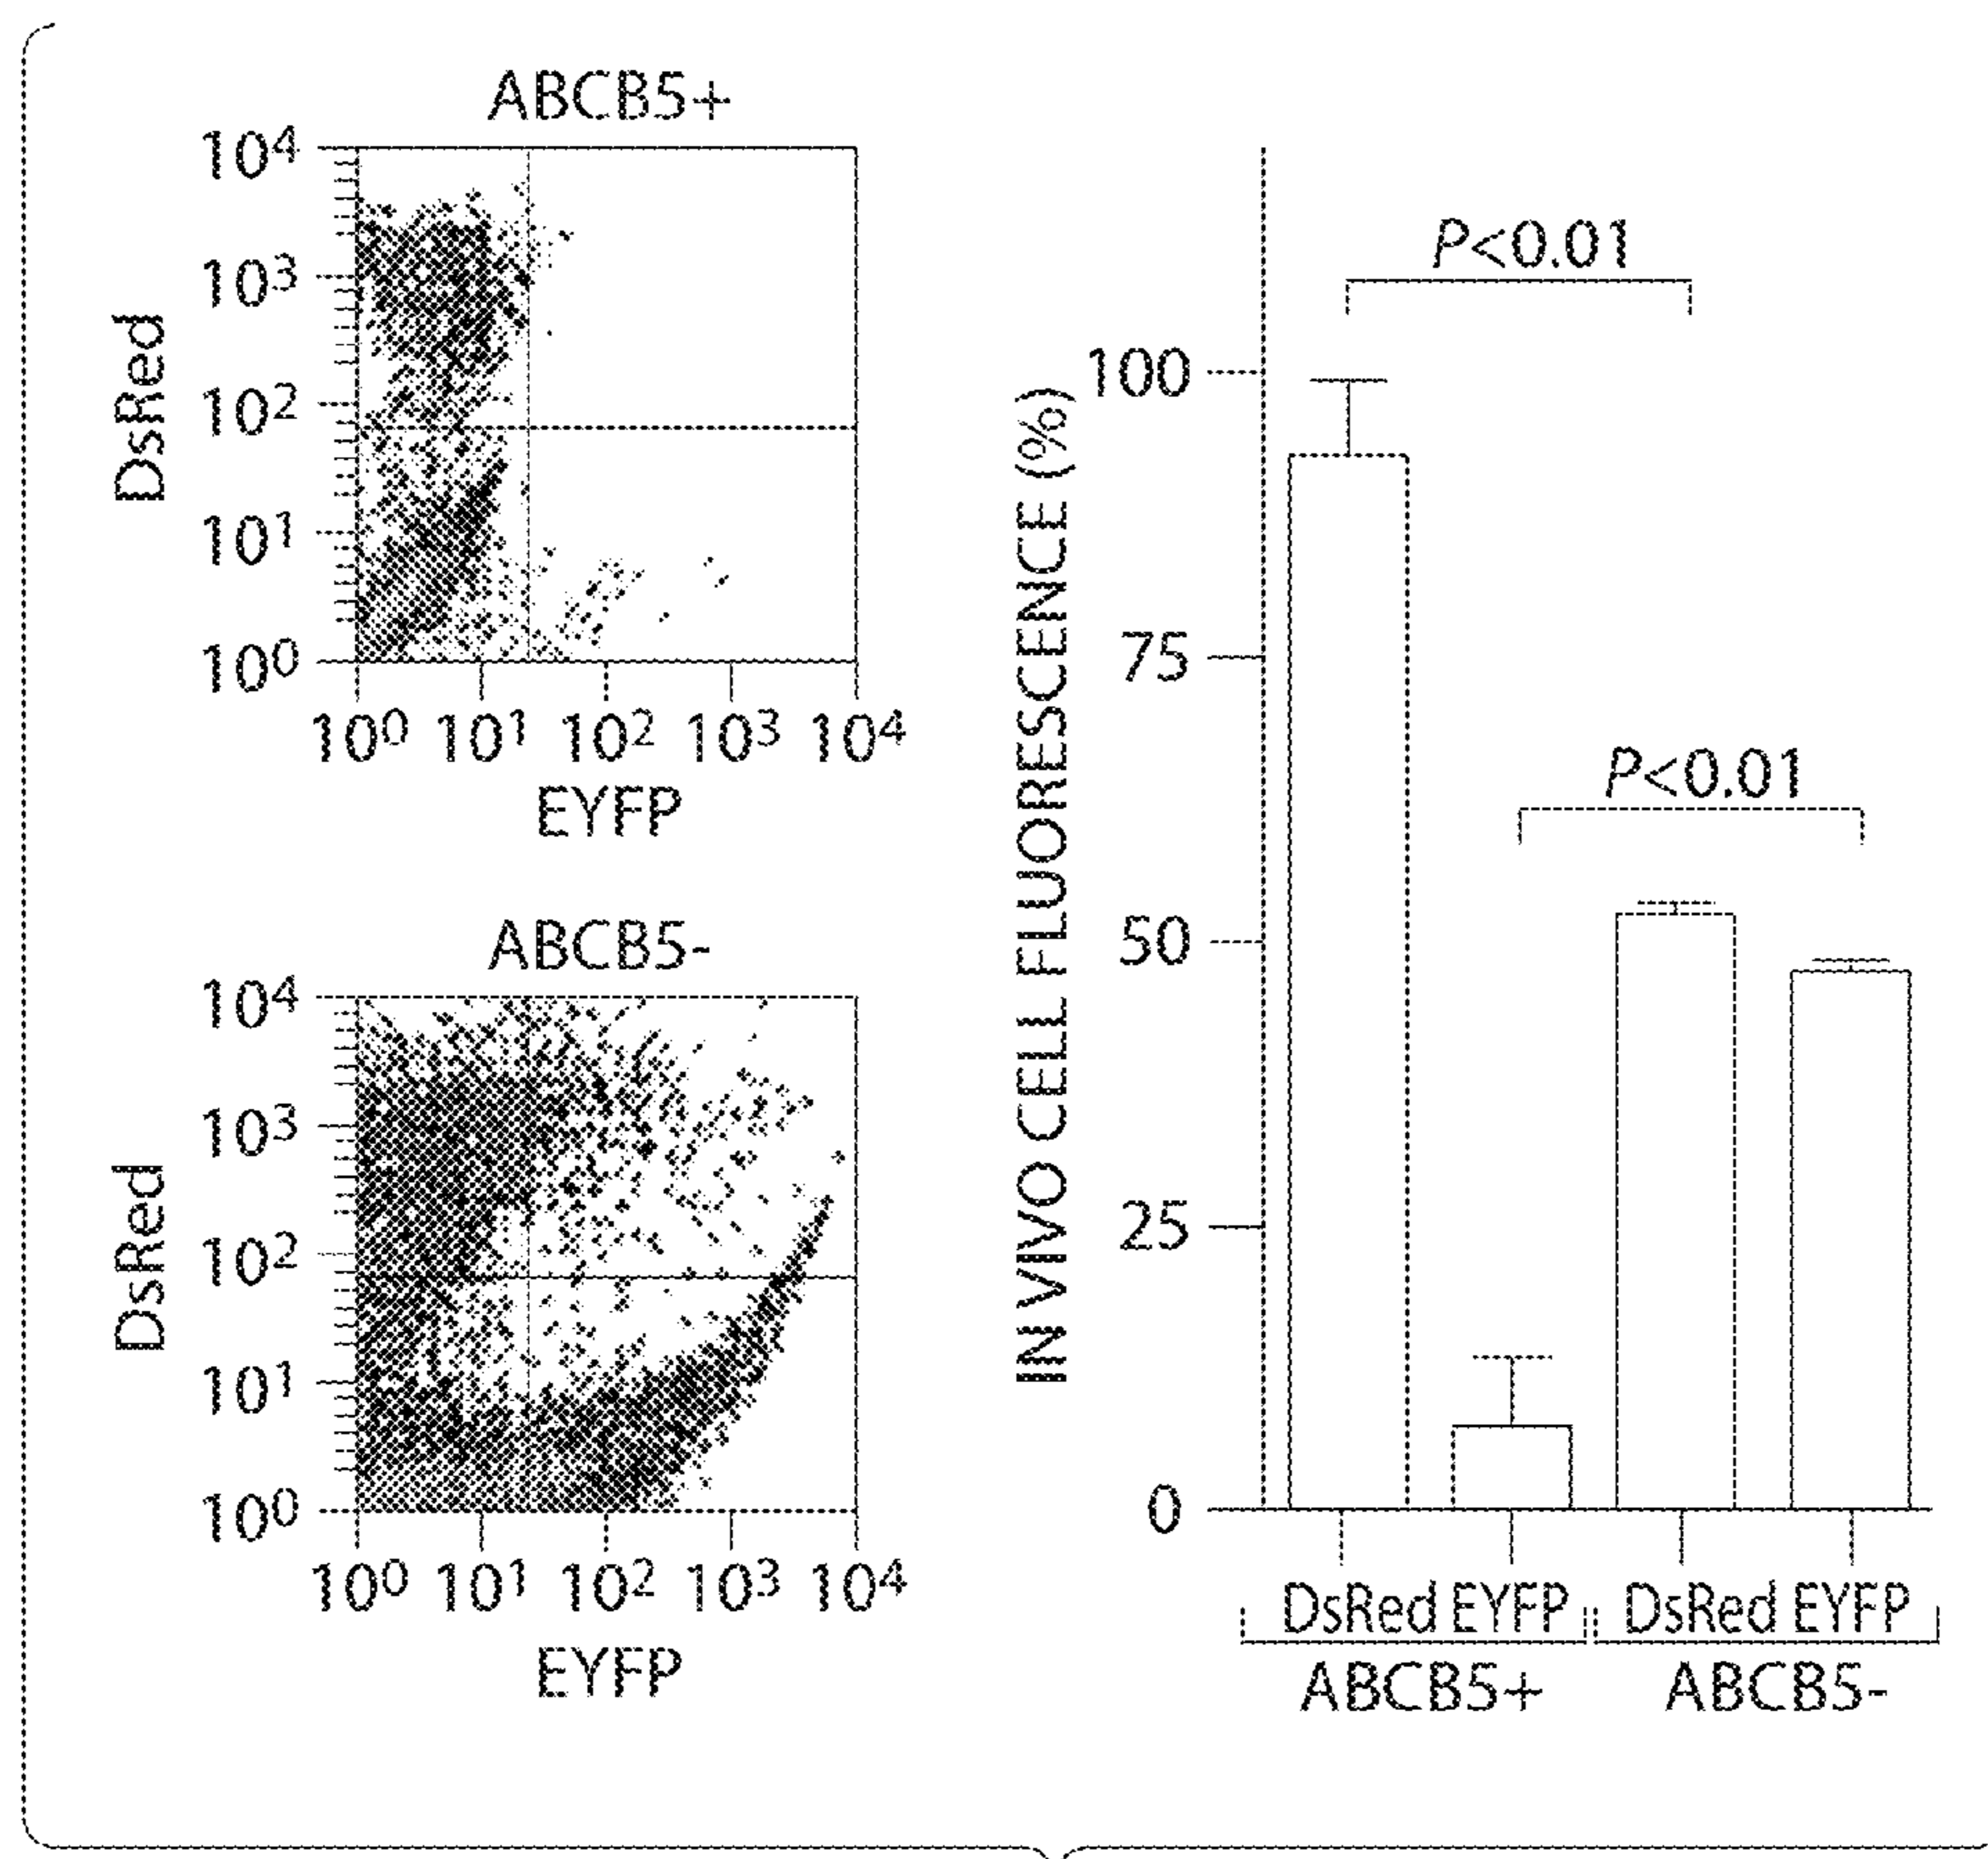 ABCB5+
10⁴
10³
10²
10¹
10⁰
DsRed
10⁰ 10¹ 10² 10³ 10⁴
EYFP
ABCB5-
10⁴
10³
10²
10¹
10⁰
DsRed
10⁰ 10¹ 10² 10³ 10⁴
EYFP
IN VIVO CELL FLUORESCENCE (%)
100
75
50
25
0
P<0.01
P<0.01
DsRed EYFP DsRed EYFP
ABCB5+ ABCB5-